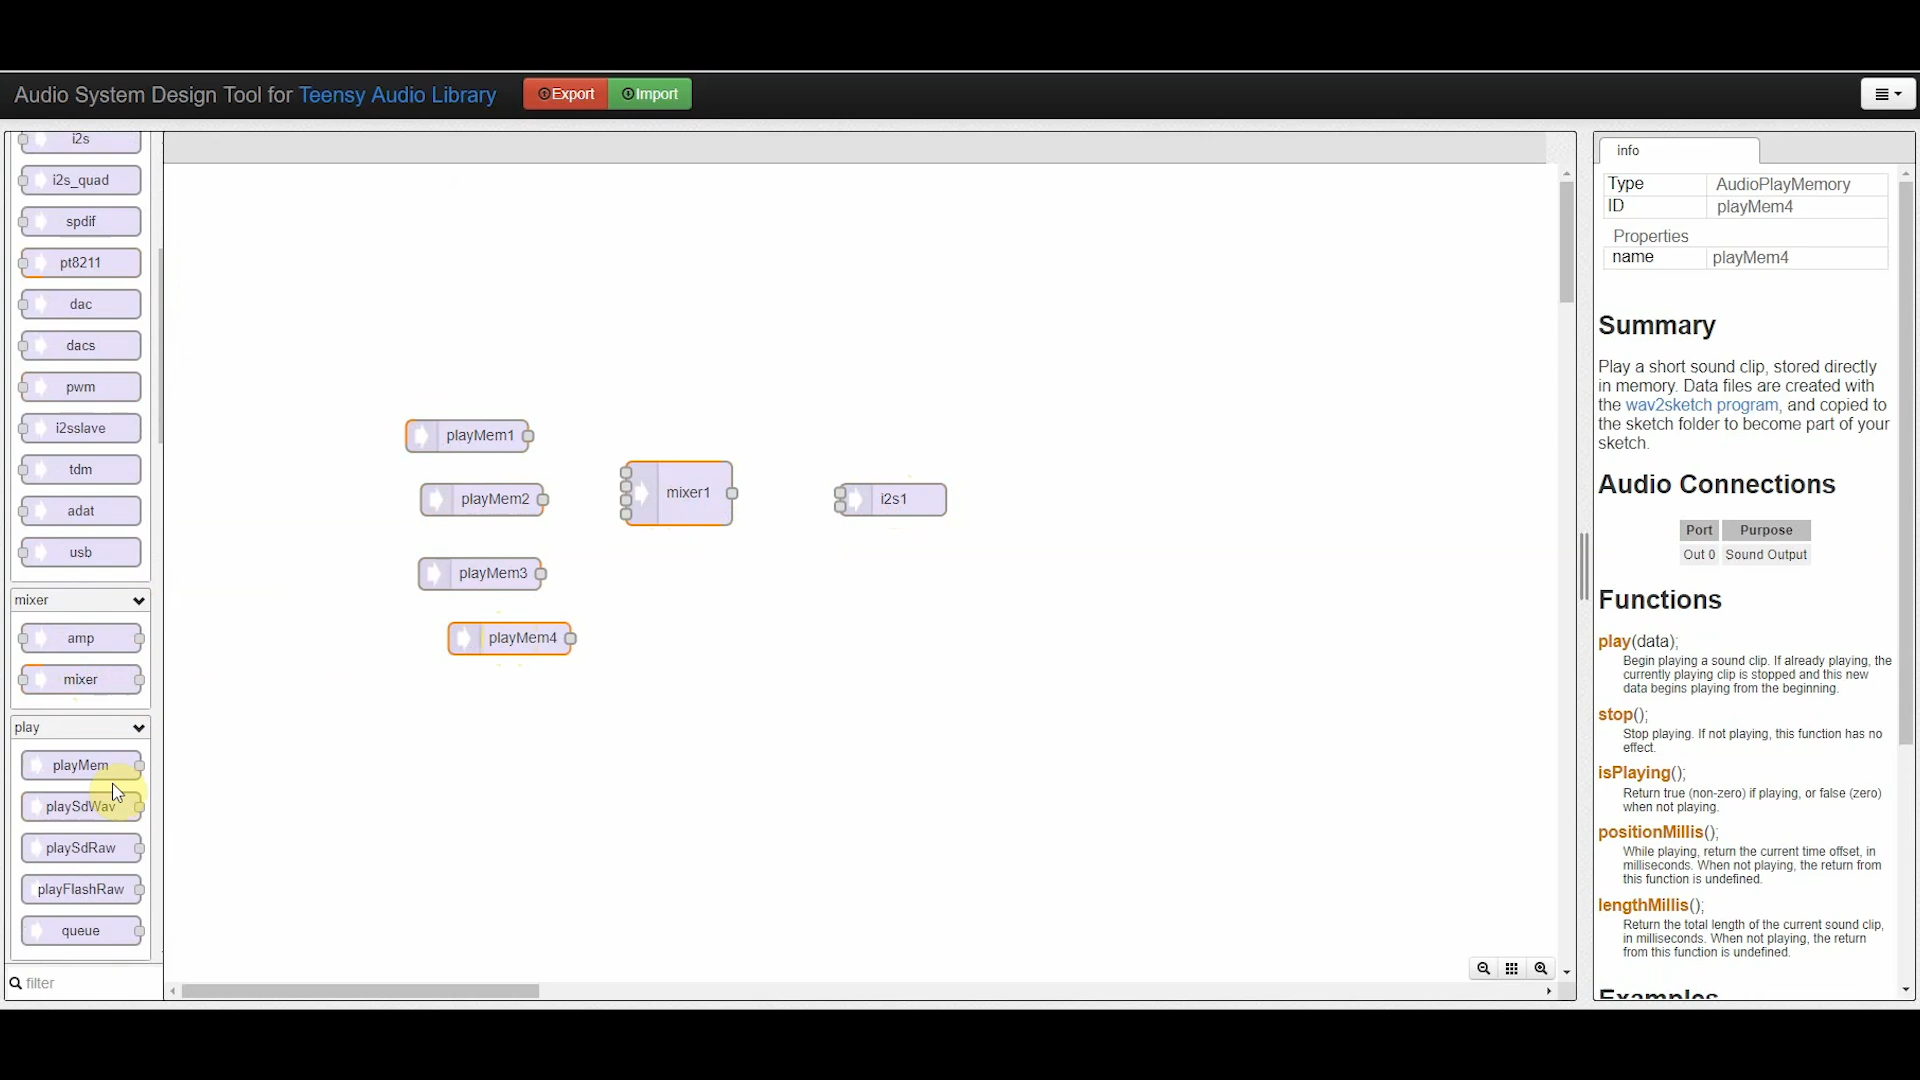 Audio System Design Tool for Teensy Audio Library
Export
Import
i2s
i2s_quad
spdif
pt8211
dac
dacs
pwm
i2sslave
tdm
adat
usb
mixer
amp
mixer
play
playMem
playSdWav
playSdRaw
playFlashRaw
queue
filter
playMem1
playMem2
playMem3
playMem4
mixer1
i2s1
info
Type AudioPlayMemory
ID playMem4
Properties
name playMem4
Summary
Play a short sound clip, stored directly
in memory. Data files are created with
the wav2sketch program, and copied to
the sketch folder to become part of your
sketch.
Audio Connections
Port Purpose
Out 0 Sound Output
Functions
play(data);
Begin playing a sound clip. If already playing, the
currently playing clip is stopped and this new
data begins playing from the beginning.
stop();
Stop playing. If not playing, this function has no
effect.
isPlaying();
Return true (non-zero) if playing, or false (zero)
when not playing.
positionMillis();
While playing, return the current time offset, in
milliseconds. When not playing, the return from
this function is undefined.
lengthMillis();
Return the total length of the current sound clip,
in milliseconds. When not playing, the return
from this function is undefined.
Examples